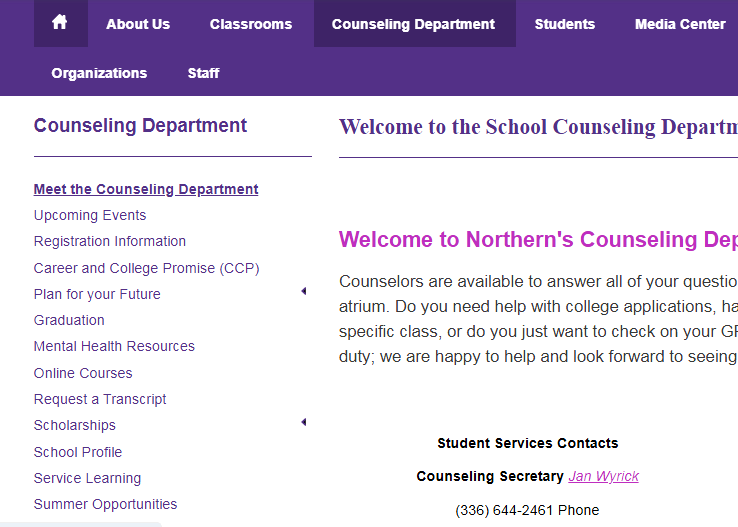 About Us Classrooms Counseling Department Students Media Center
Organizations Staff
Counseling Department
Meet the Counseling Department
Upcoming Events
Registration Information
Career and College Promise (CCP)
Plan for your Future
Graduation
Mental Health Resources
Online Courses
Request a Transcript
Scholarships
School Profile
Service Learning
Summer Opportunities
Welcome to the School Counseling
Welcome to Northern's Counseling
Counselors are available to answer all of your
atrium. Do you need help with college applications,
specific class, or do you just want to check on your
duty; we are happy to help and look forward to seeing
Student Services Contacts
Counseling Secretary Jan Wyrick
(336) 644-2461 Phone